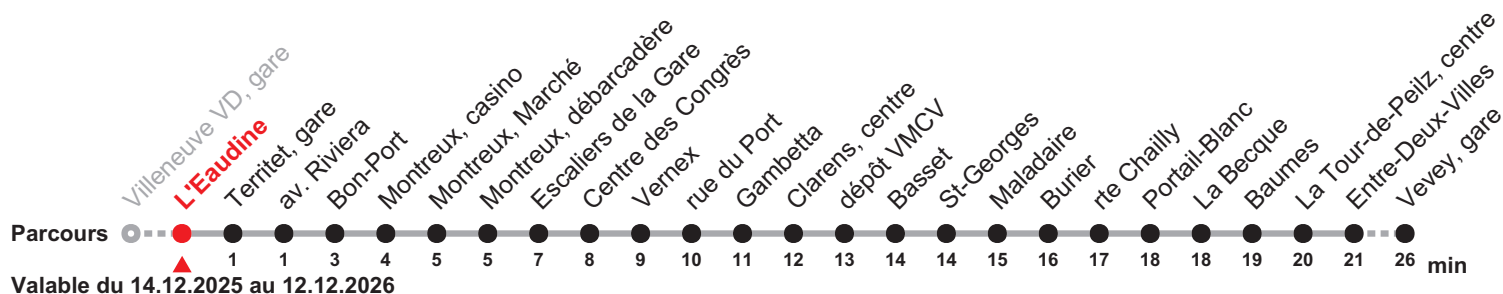 Villeneuve VD, gare
L'Eaudine
Territet, gare
av. Riviera
Bon-Port
Montreux, casino
Montreux, Marché
Montreux, débarcadère
Escaliers de la Gare
Centre des Congrès
Vernex
rue du Port
Gambetta
Clarens, centre
dépôt VMCV
Basset
St-Georges
Maladaire
Burier
rte Chailly
Portail-Blanc
La Becque
Baumes
La Tour-de-Peilz, centre
Entre-Deux-Villes
Vevey, gare
Parcours
1 1 3 4 5 5 7 8 9 10 11 12 13 14 14 15 16 17 18 18 19 20 21 26 min
Valable du 14.12.2025 au 12.12.2026